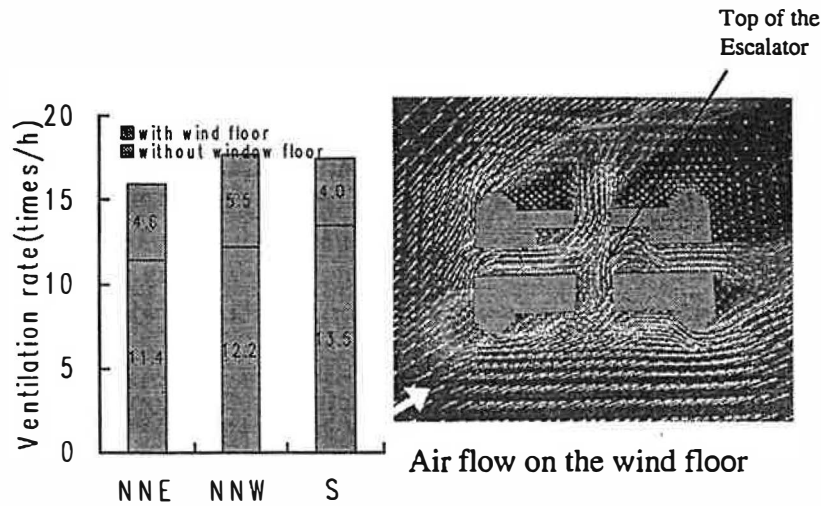 Top of the
Escalator
Ventilation rate(times/h)
20
15
10
5
0
with wind floor
without window floor
4.6
5.5
4.0
11.4
12.2
13.5
NNE NNW S
Air flow on the wind floor